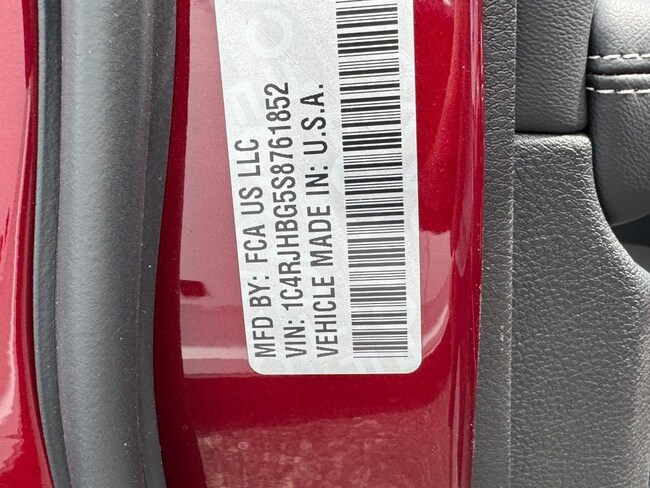 MFD BY: FCA US LLC
VIN: 1C4RJHBG5S8761852
VEHICLE MADE IN: U.S.A.